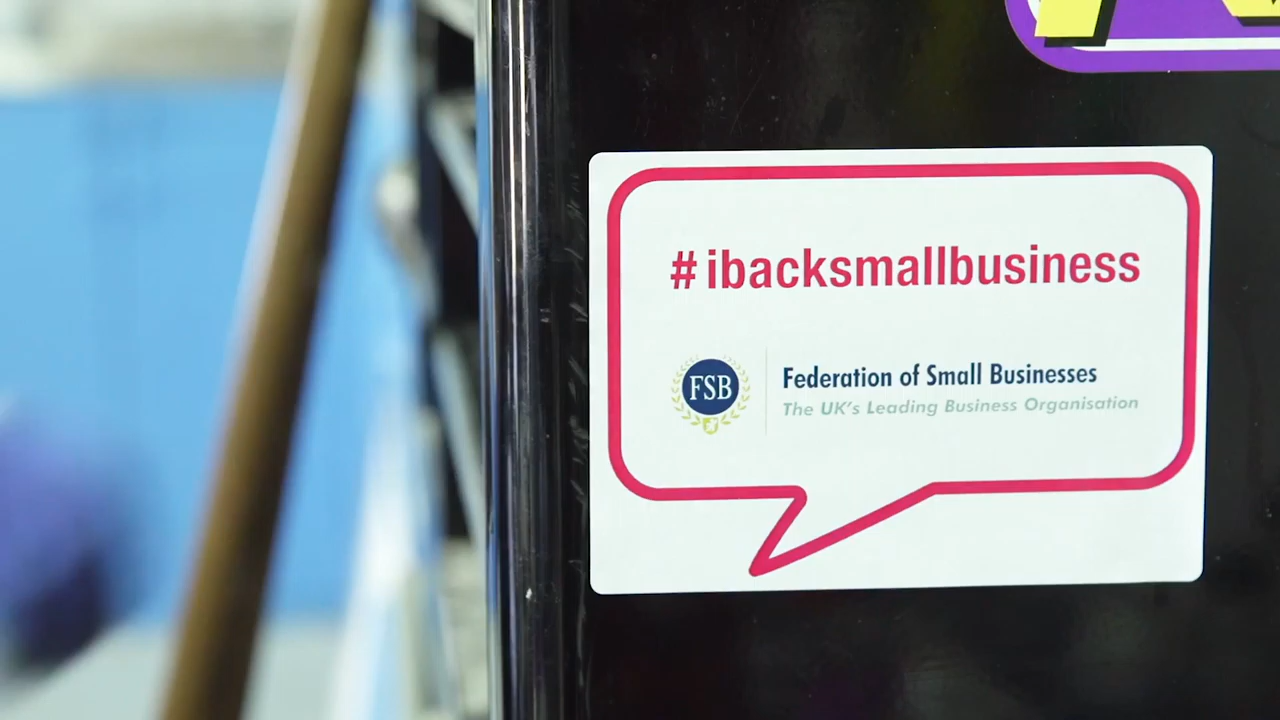 #ibacksmallbusiness
FSB
Federation of Small Businesses
The UK's Leading Business Organisation